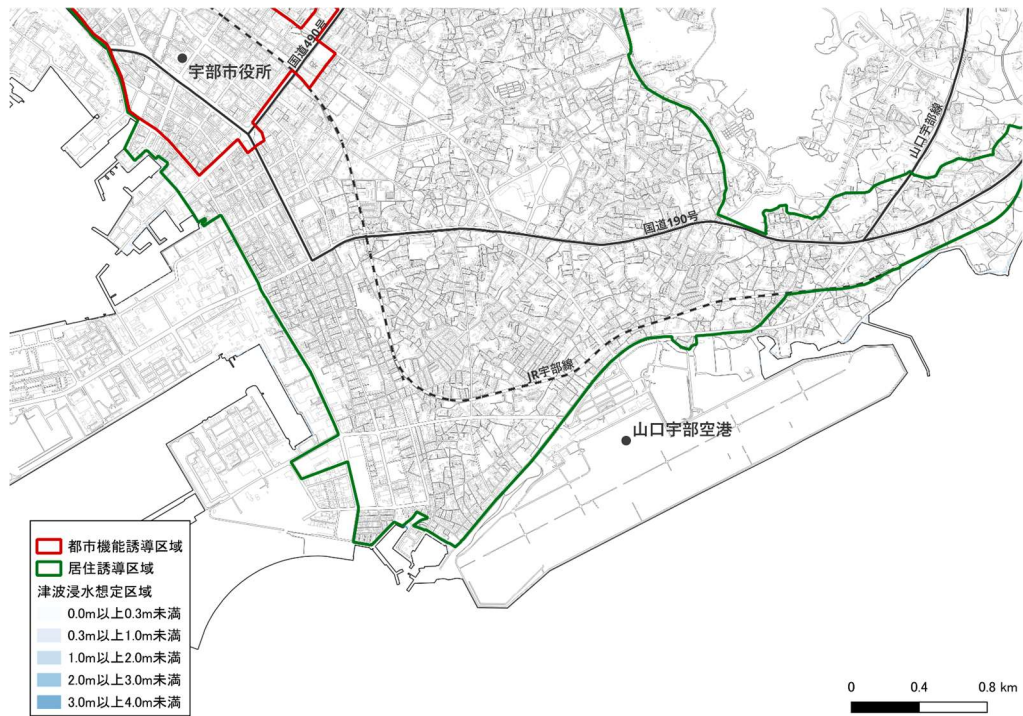 宇部市役所
国道490号
山口宇部線
国道190号
JR宇部線
山口宇部空港
都市機能誘導区域
居住誘導区域
津波浸水想定区域
0.0m以上0.3m未満
0.3m以上1.0m未満
1.0m以上2.0m未満
2.0m以上3.0m未満
3.0m以上4.0m未満
0 0.4 0.8 km